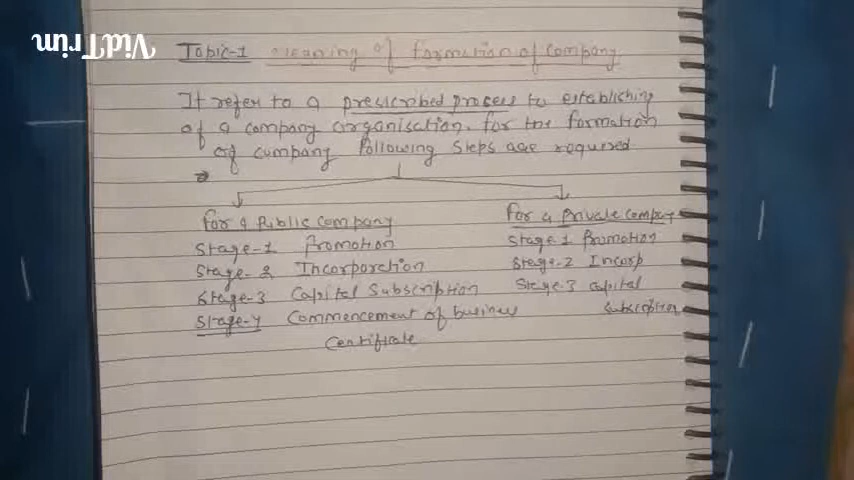 VidTrim
Topic-1 Meaning of formation of company
It refer to a prescribed process to establishing
of a company organisation. for the formation
of company following steps are required
For a Public Company
Stage-1 Promotion
Stage-2 Incorporation
Stage-3 Capital Subscription
Stage-4 Commencement of business
Certificate
For a Private Company
Stage-1 Promotion
Stage-2 Incorp
Stage-3 Capital
Subscription